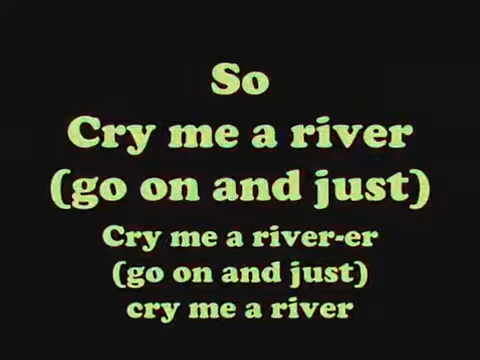 So
Cry me a river
(go on and just)
Cry me a river-er
(go on and just)
cry me a river